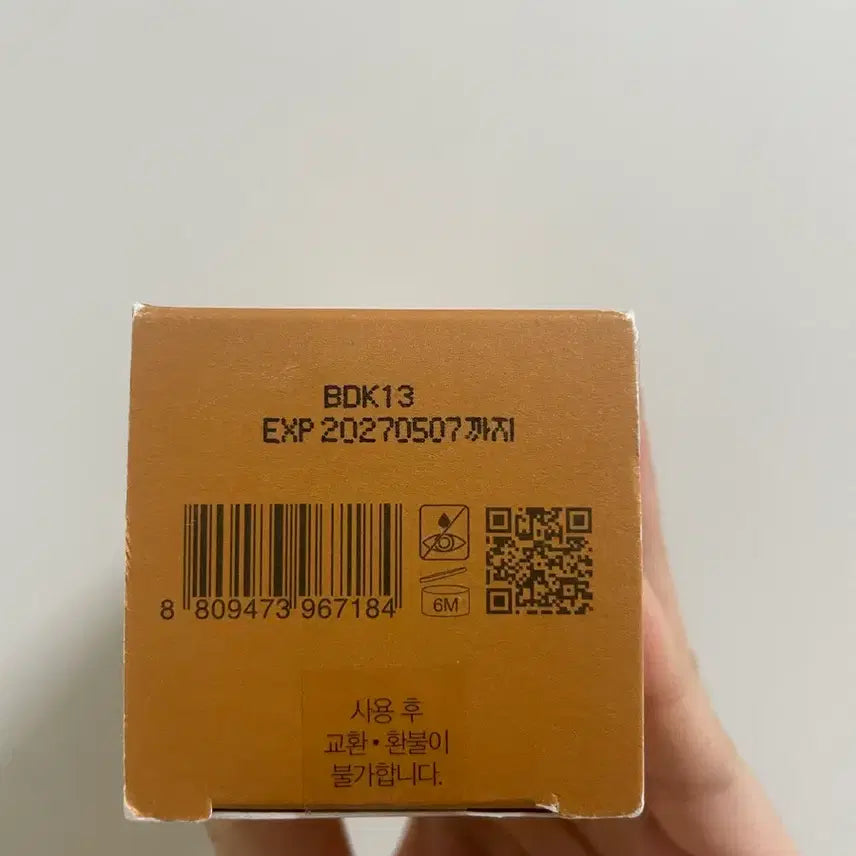 BDK13
EXP 20270507까지
6M
8 809473 967184
사용 후
교환·환불이
불가합니다.